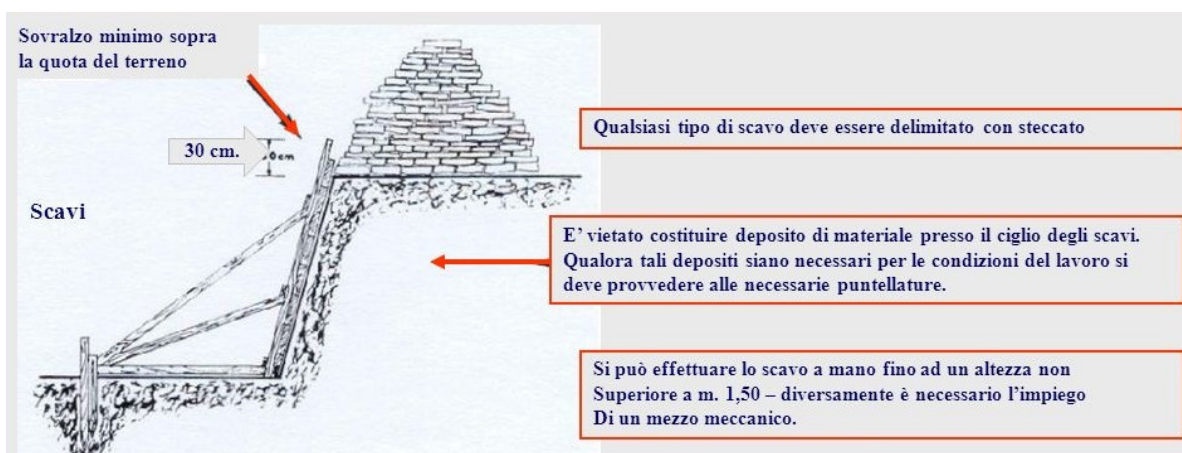 Sovralzo minimo sopra
la quota del terreno
30 cm.
0cm
Scavi
Qualsiasi tipo di scavo deve essere delimitato con steccato
E’ vietato costituire deposito di materiale presso il ciglio degli scavi.
Qualora tali depositi siano necessari per le condizioni del lavoro si
deve provvedere alle necessarie puntellature.
Si può effettuare lo scavo a mano fino ad un altezza non
Superiore a m. 1,50 – diversamente è necessario l’impiego
Di un mezzo meccanico.